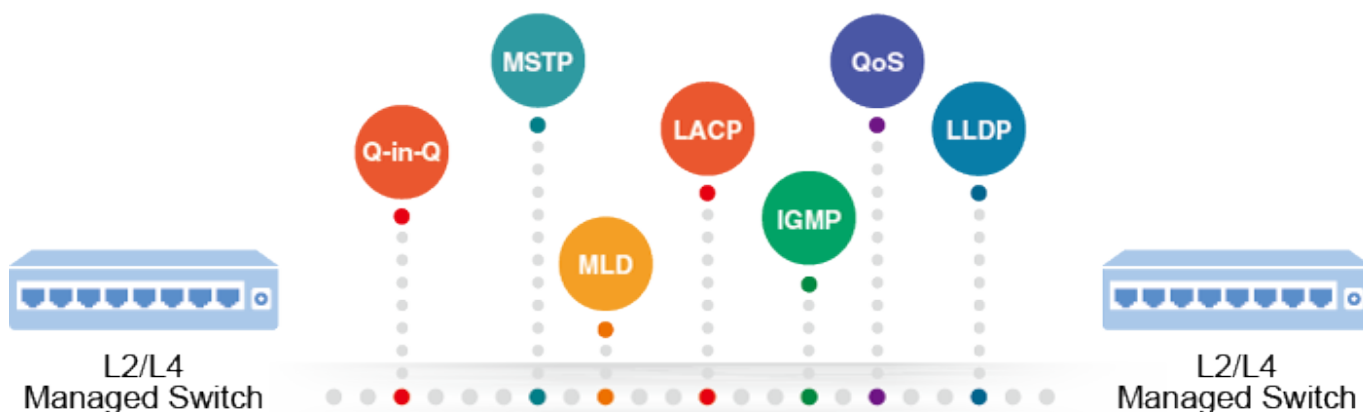 MSTP
QoS
LACP
LLDP
Q-in-Q
IGMP
MLD
L2/L4
Managed Switch
L2/L4
Managed Switch